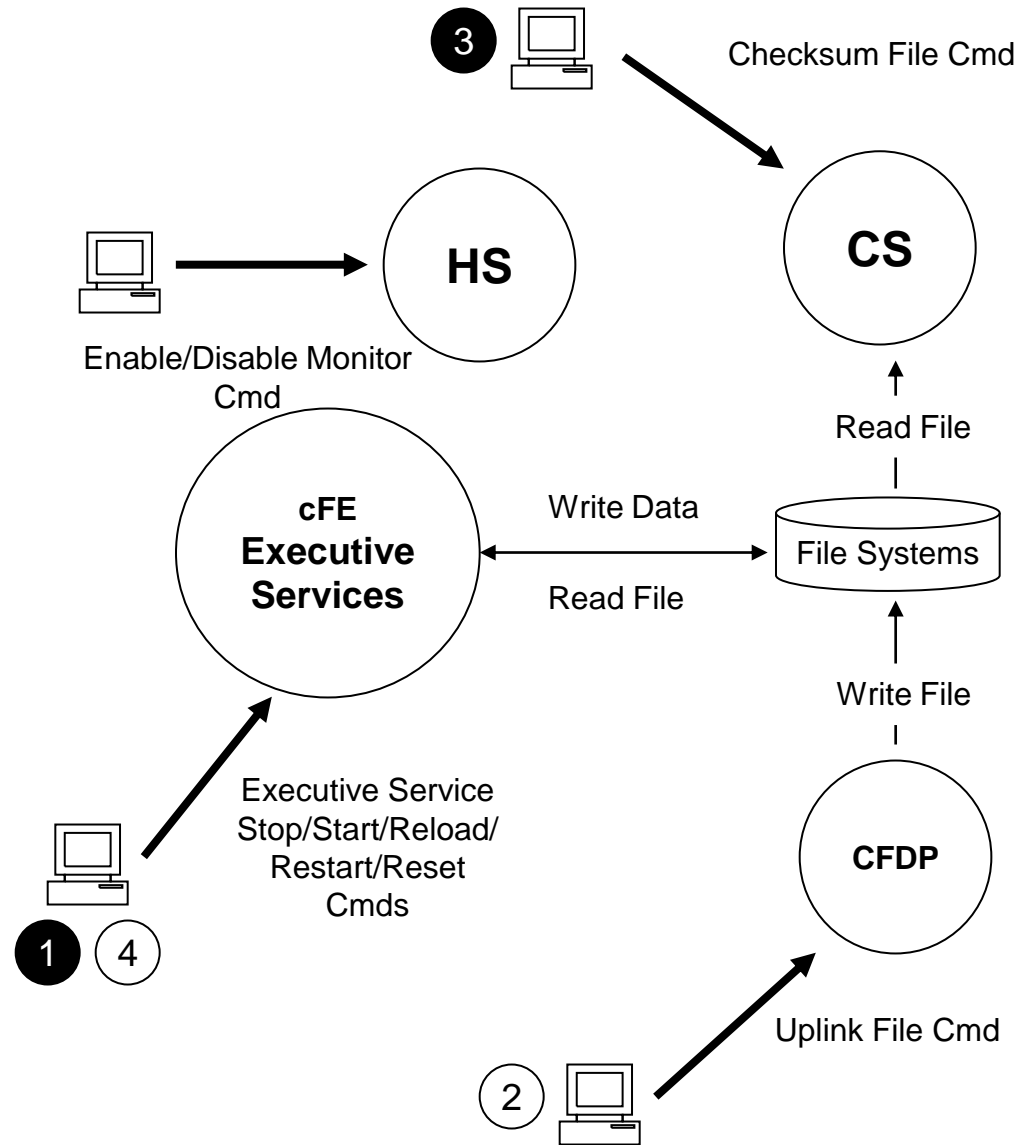 3
Checksum File Cmd
HS
CS
Enable/Disable Monitor
Cmd
Read File
cFE
Executive
Services
Write Data
File Systems
Read File
Write File
Executive Service
Stop/Start/Reload/
Restart/Reset
Cmds
CFDP
1 4
Uplink File Cmd
2